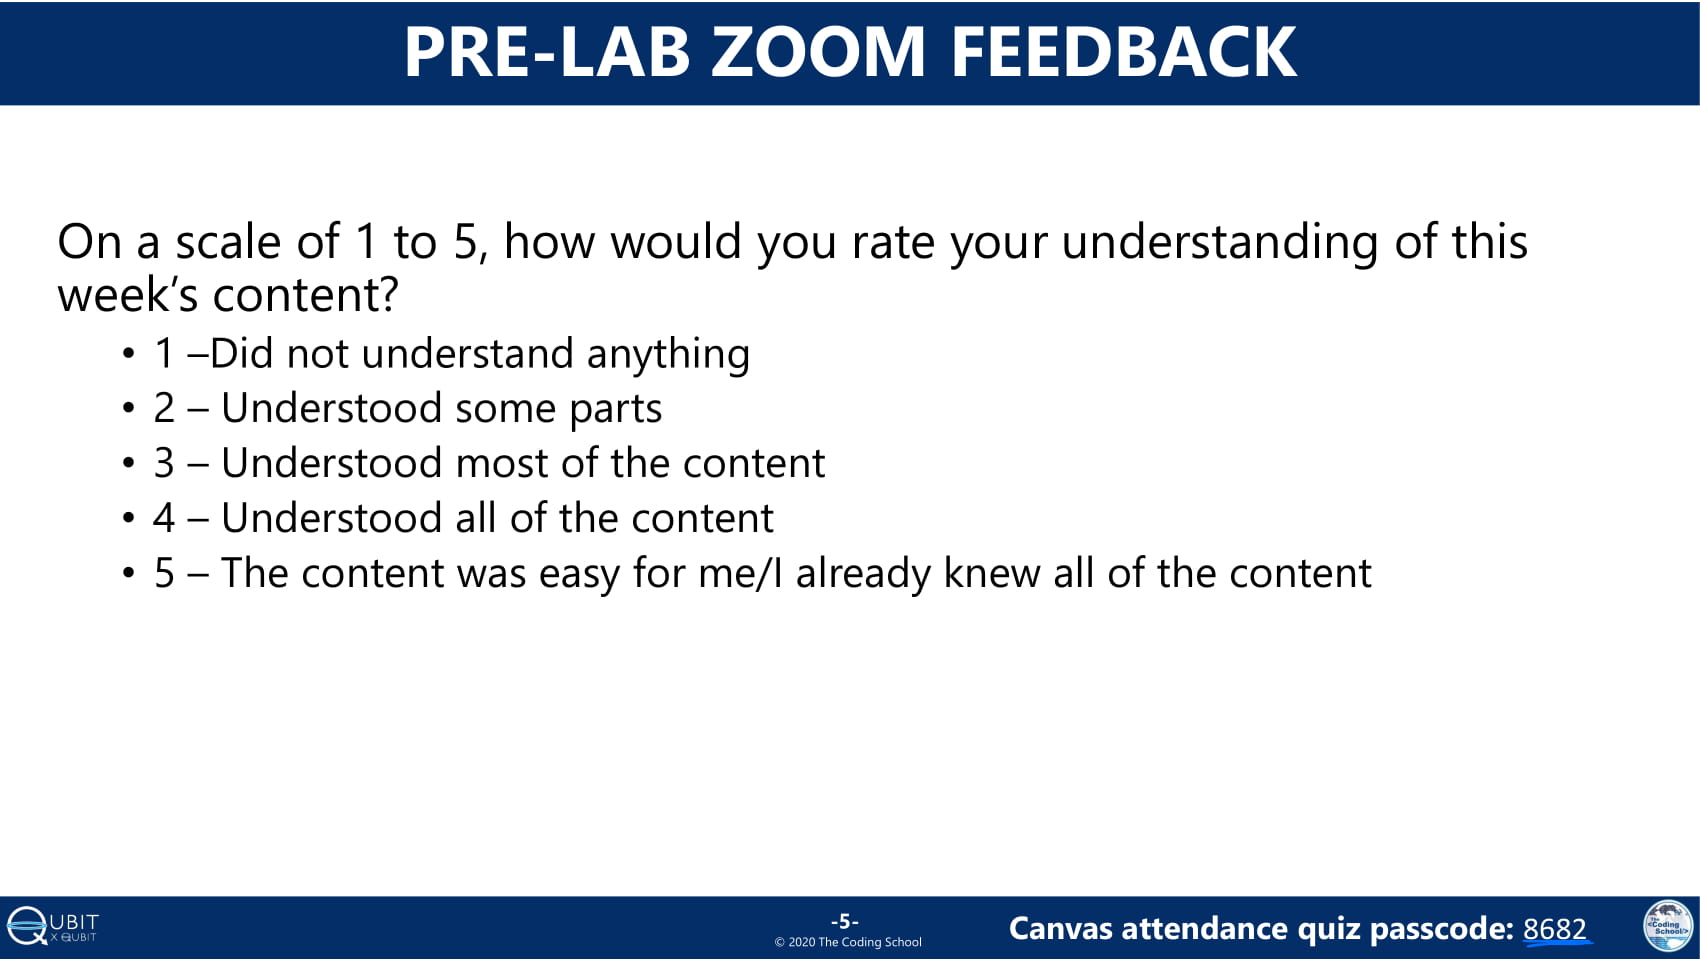 PRE-LAB ZOOM FEEDBACK
On a scale of 1 to 5, how would you rate your understanding of this
week’s content?
• 1 –Did not understand anything
• 2 – Understood some parts
• 3 – Understood most of the content
• 4 – Understood all of the content
• 5 – The content was easy for me/I already knew all of the content
QUBIT
X QUBIT
-5-
© 2020 The Coding School
Canvas attendance quiz passcode: 8682
The
<Coding
School/>